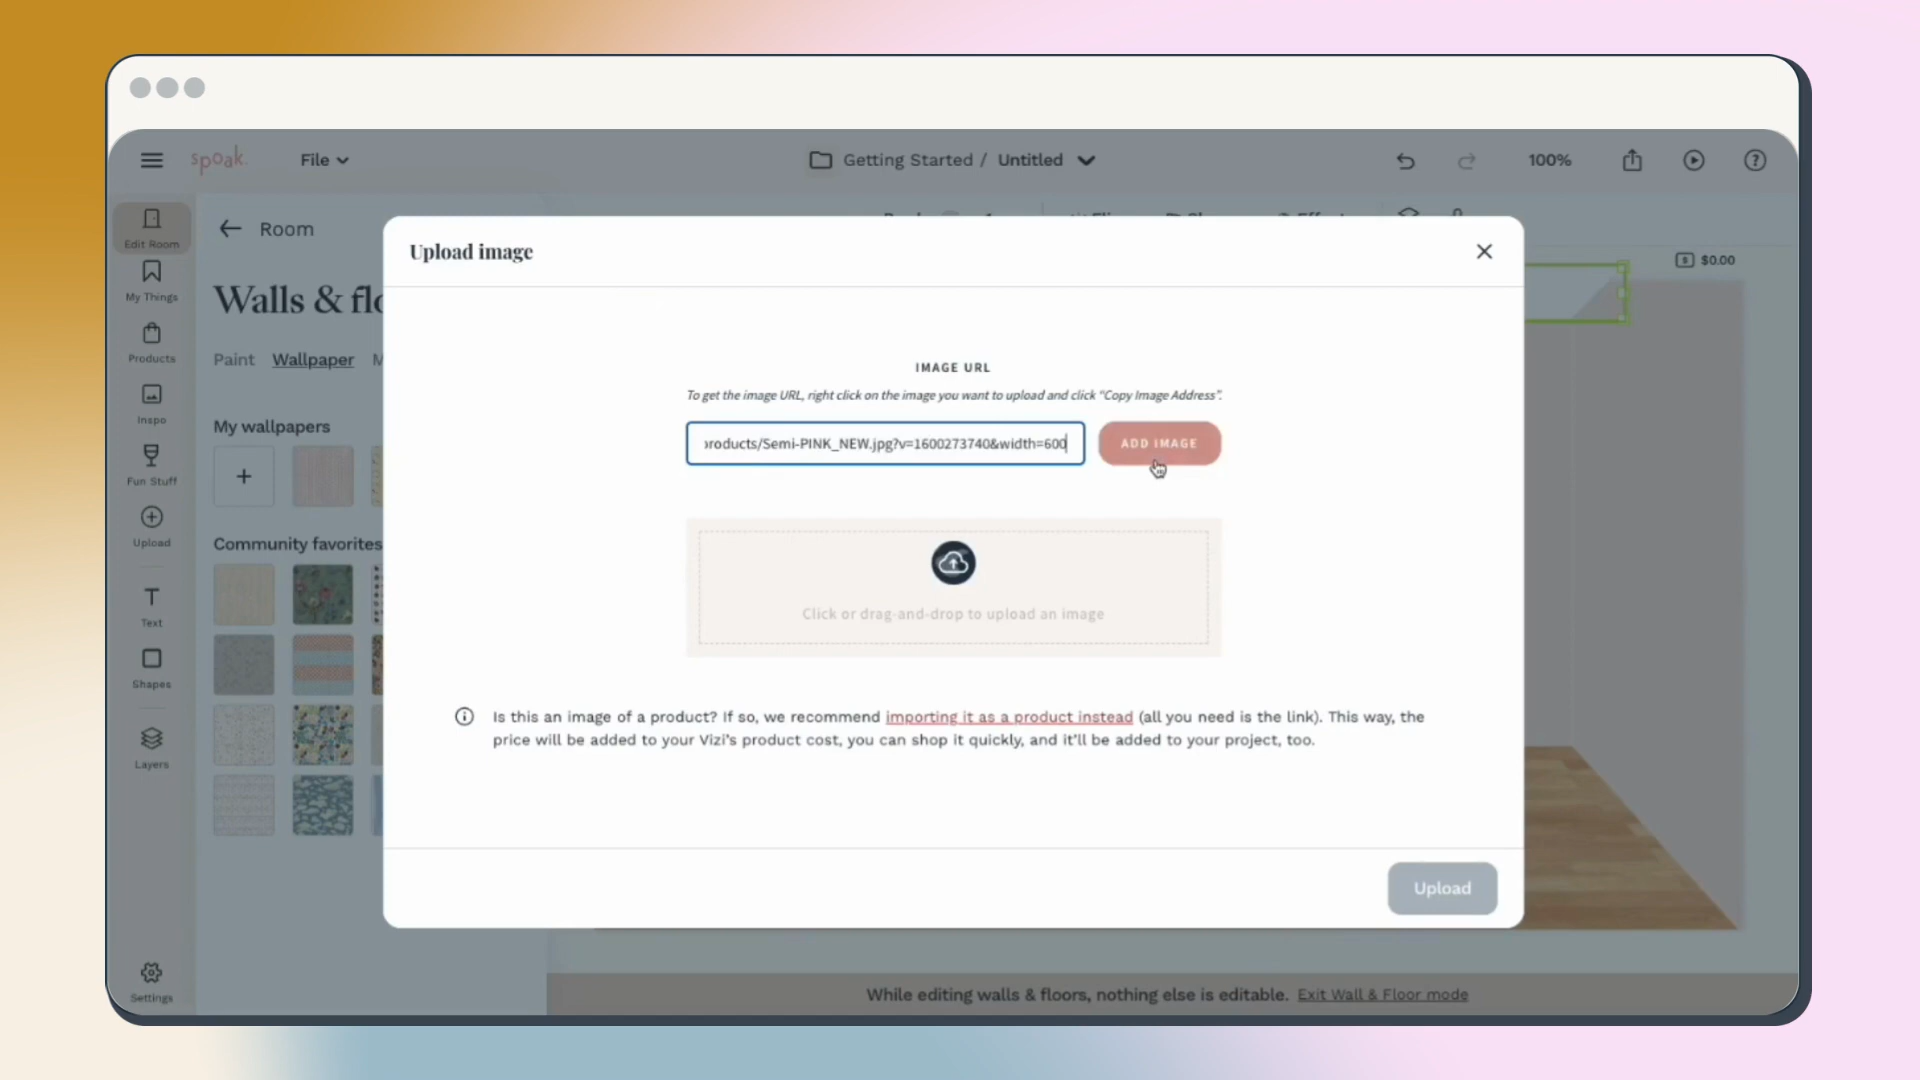 spoak.
File
Getting Started / Untitled
100%
Edit Room
My Things
Products
Inspo
Fun Stuff
Upload
Text
Shapes
Layers
Settings
Room
Walls & flo
Paint Wallpaper M
My wallpapers
+
Community favorites
$0.00
Upload image
IMAGE URL
To get the image URL, right click on the image you want to upload and click “Copy Image Address”.
products/Semi-PINK_NEW.jpg?v=1600273740&width=600
ADD IMAGE
Click or drag-and-drop to upload an image
Is this an image of a product? If so, we recommend importing it as a product instead (all you need is the link). This way, the
price will be added to your Vizi’s product cost, you can shop it quickly, and it’ll be added to your project, too.
Upload
While editing walls & floors, nothing else is editable. Exit Wall & Floor mode